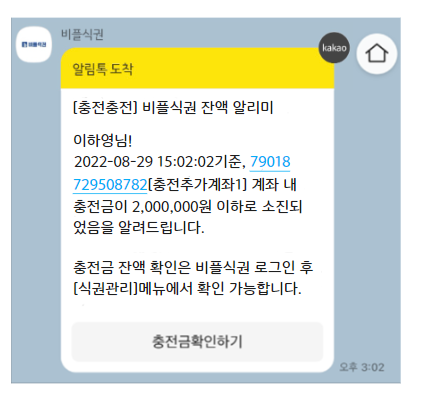 비플식권
비플식권
kakao
알림톡 도착
[충전충전] 비플식권 잔액 알리미
이하영님!
2022-08-29 15:02:02기준, 79018
729508782[충전추가계좌1] 계좌 내
충전금이 2,000,000원 이하로 소진되
었음을 알려드립니다.
충전금 잔액 확인은 비플식권 로그인 후
[식권관리]메뉴에서 확인 가능합니다.
충전금확인하기
오후 3:02